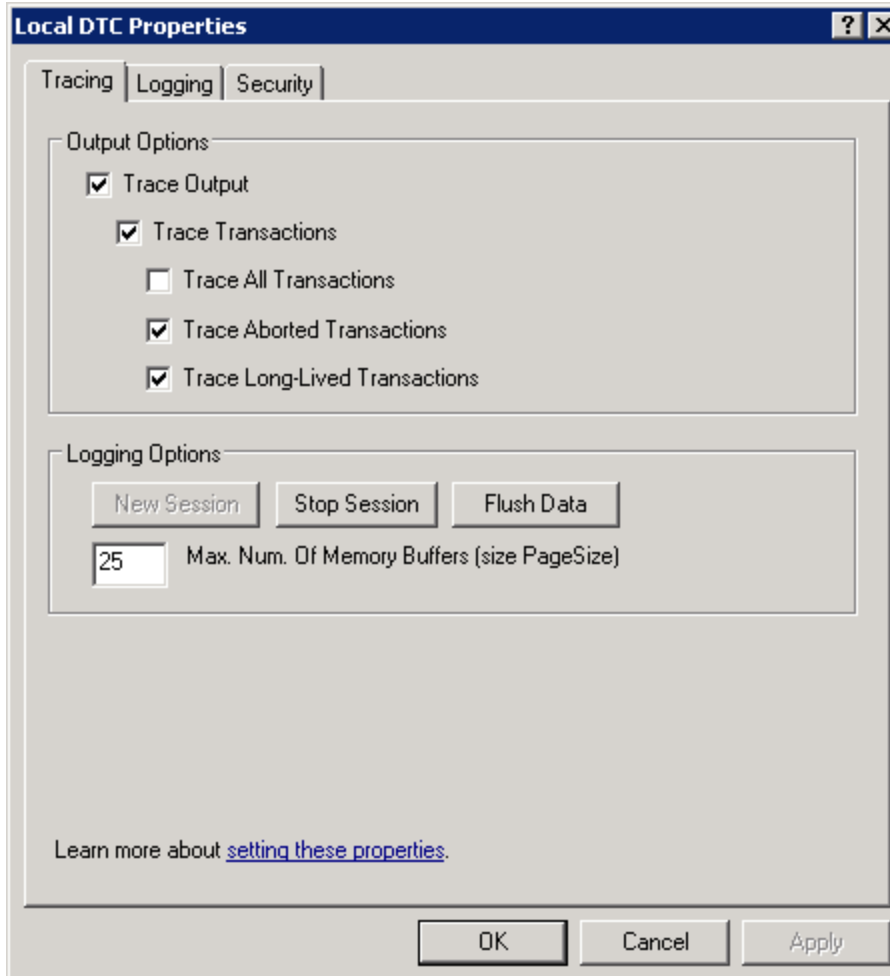 Local DTC Properties
Tracing Logging Security
Output Options
Trace Output
Trace Transactions
Trace All Transactions
Trace Aborted Transactions
Trace Long-Lived Transactions
Logging Options
New Session Stop Session Flush Data
25 Max. Num. Of Memory Buffers (size PageSize)
Learn more about setting these properties.
OK Cancel Apply